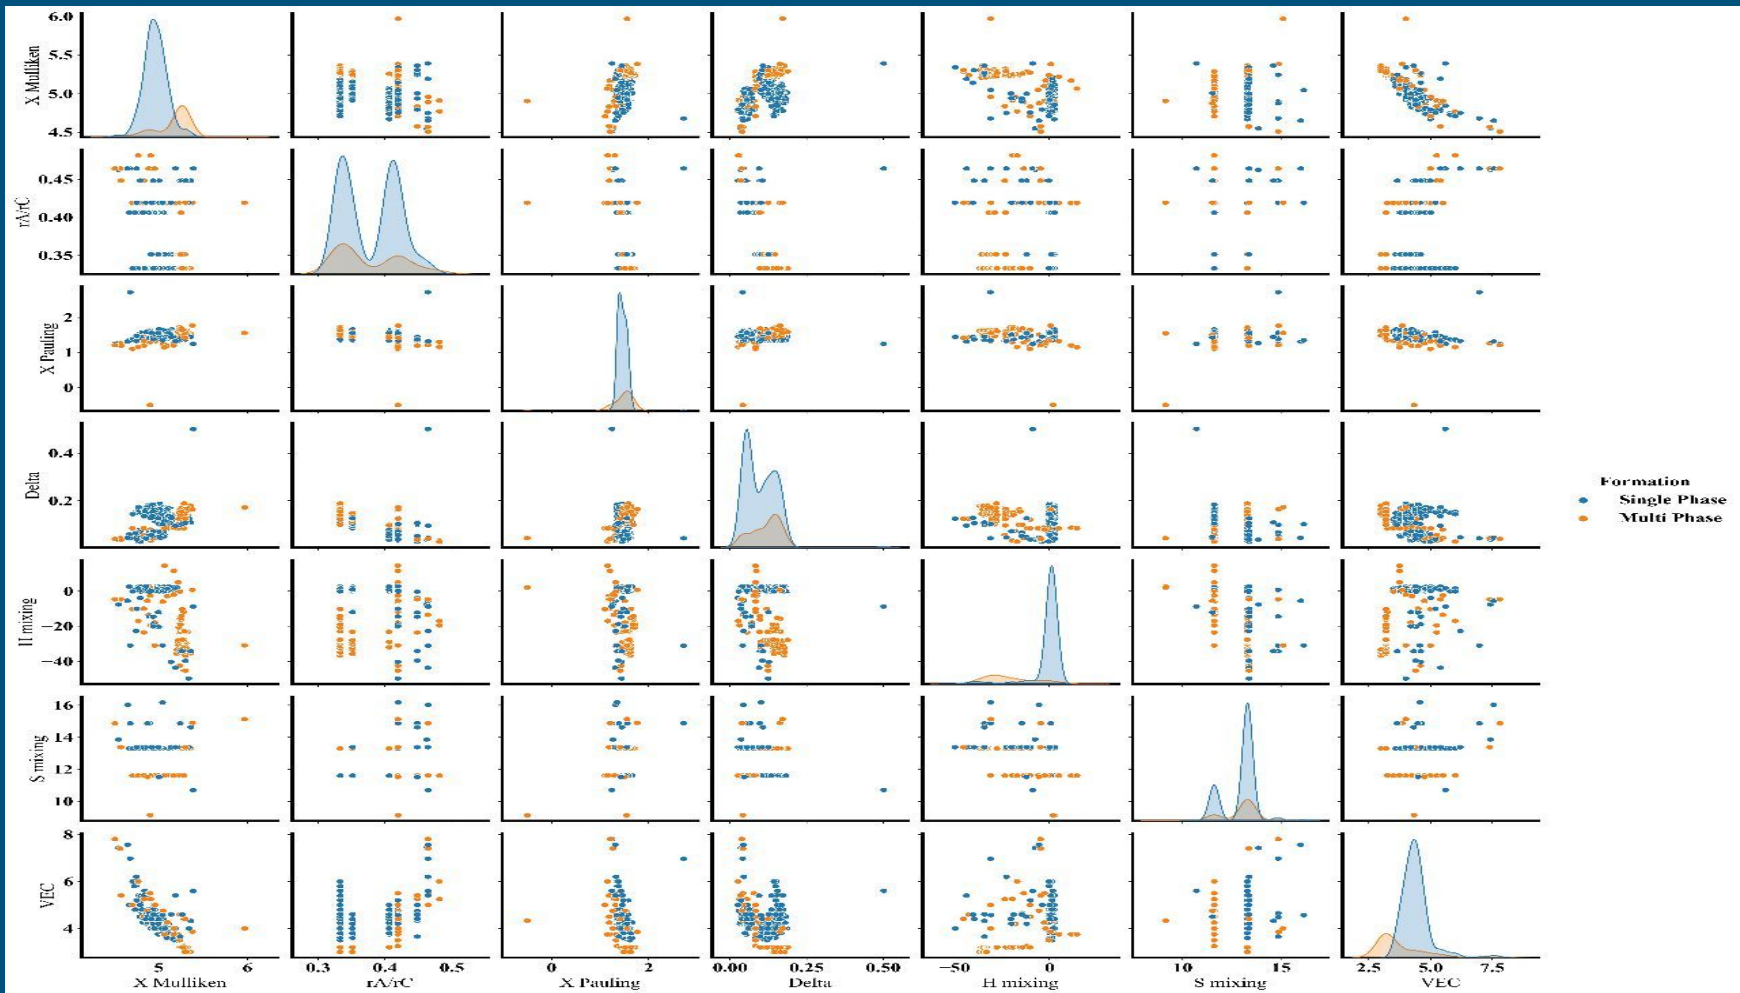 6.0
5.5
5.0
4.5
X Mulliken
0.45
0.40
0.35
rA/rC
2
1
0
X Pauling
0.4
0.2
Delta
0
−20
−40
H mixing
16
14
12
10
S mixing
8
6
4
VEC
5 6
0.3 0.4 0.5
0 2
0.00 0.25 0.50
−50 0
10 15
2.5 5.0 7.5
X Mulliken rA/rC X Pauling Delta H mixing S mixing VEC
Formation
Single Phase
Multi Phase